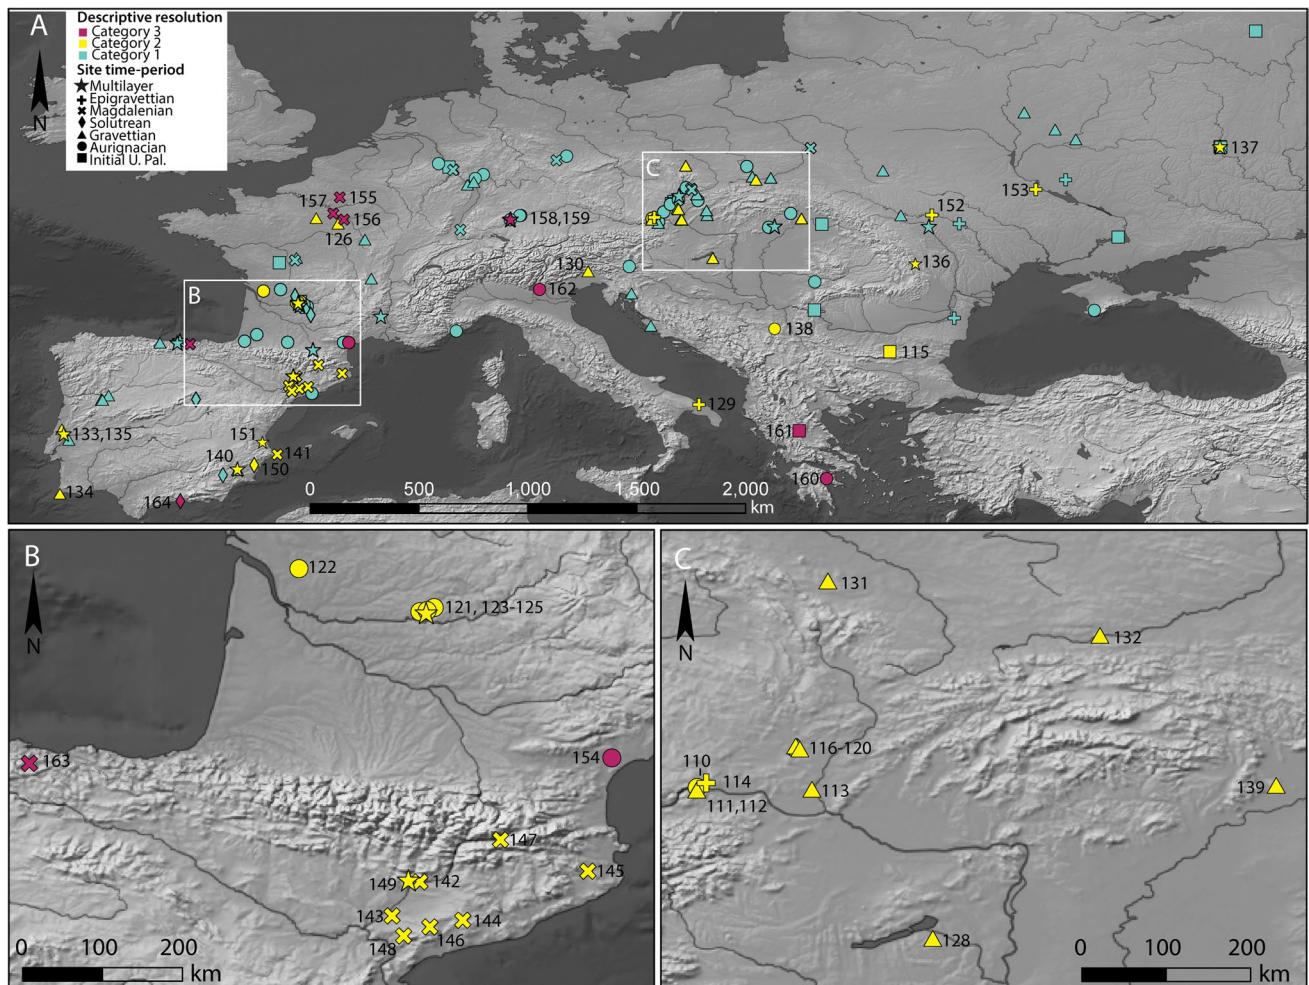 A
Descriptive resolution
Category 3
Category 2
Category 1
Site time-period
Multilayer
Epigravettian
Magdalenian
Solutrean
Gravettian
Aurignacian
Initial U. Pal.
N
C
137
157
155
156
126
158,159
153
152
136
130
162
B
138
115
129
133,135
151
141
140
150
161
160
134
164
0
500
1,000
1,500
2,000
km
B
122
121, 123-125
N
163
154
147
149
142
145
143
144
146
148
0
100
200
km
C
131
132
N
116-120
110
114
113
111,112
139
128
0
100
200
km